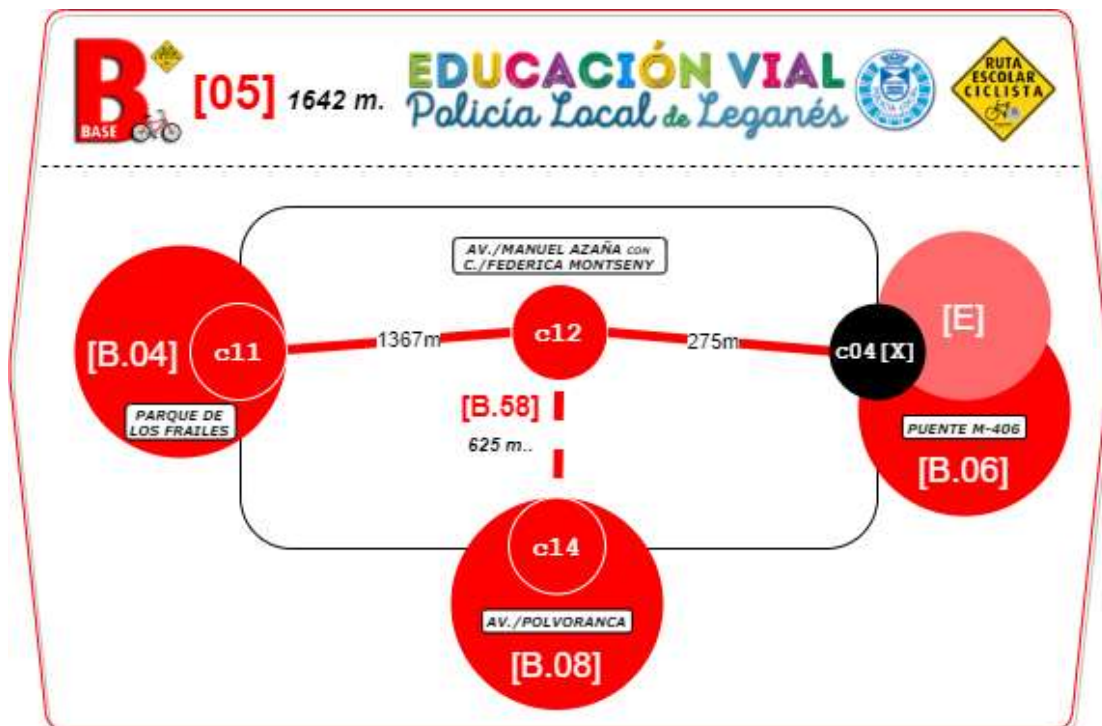 B
BASE
[05] 1642 m.
EDUCACIÓN VIAL
Policía Local de Leganés
RUTA
ESCOLAR
CICLISTA
AV./MANUEL AZAÑA CON
C./FEDERICA MONTSENY
[B.04]
c11
1367m
c12
275m
c04[X]
[E]
PARQUE DE
LOS FRAILES
[B.58]
625 m..
PUENTE M-406
[B.06]
c14
AV./POLVORANCA
[B.08]